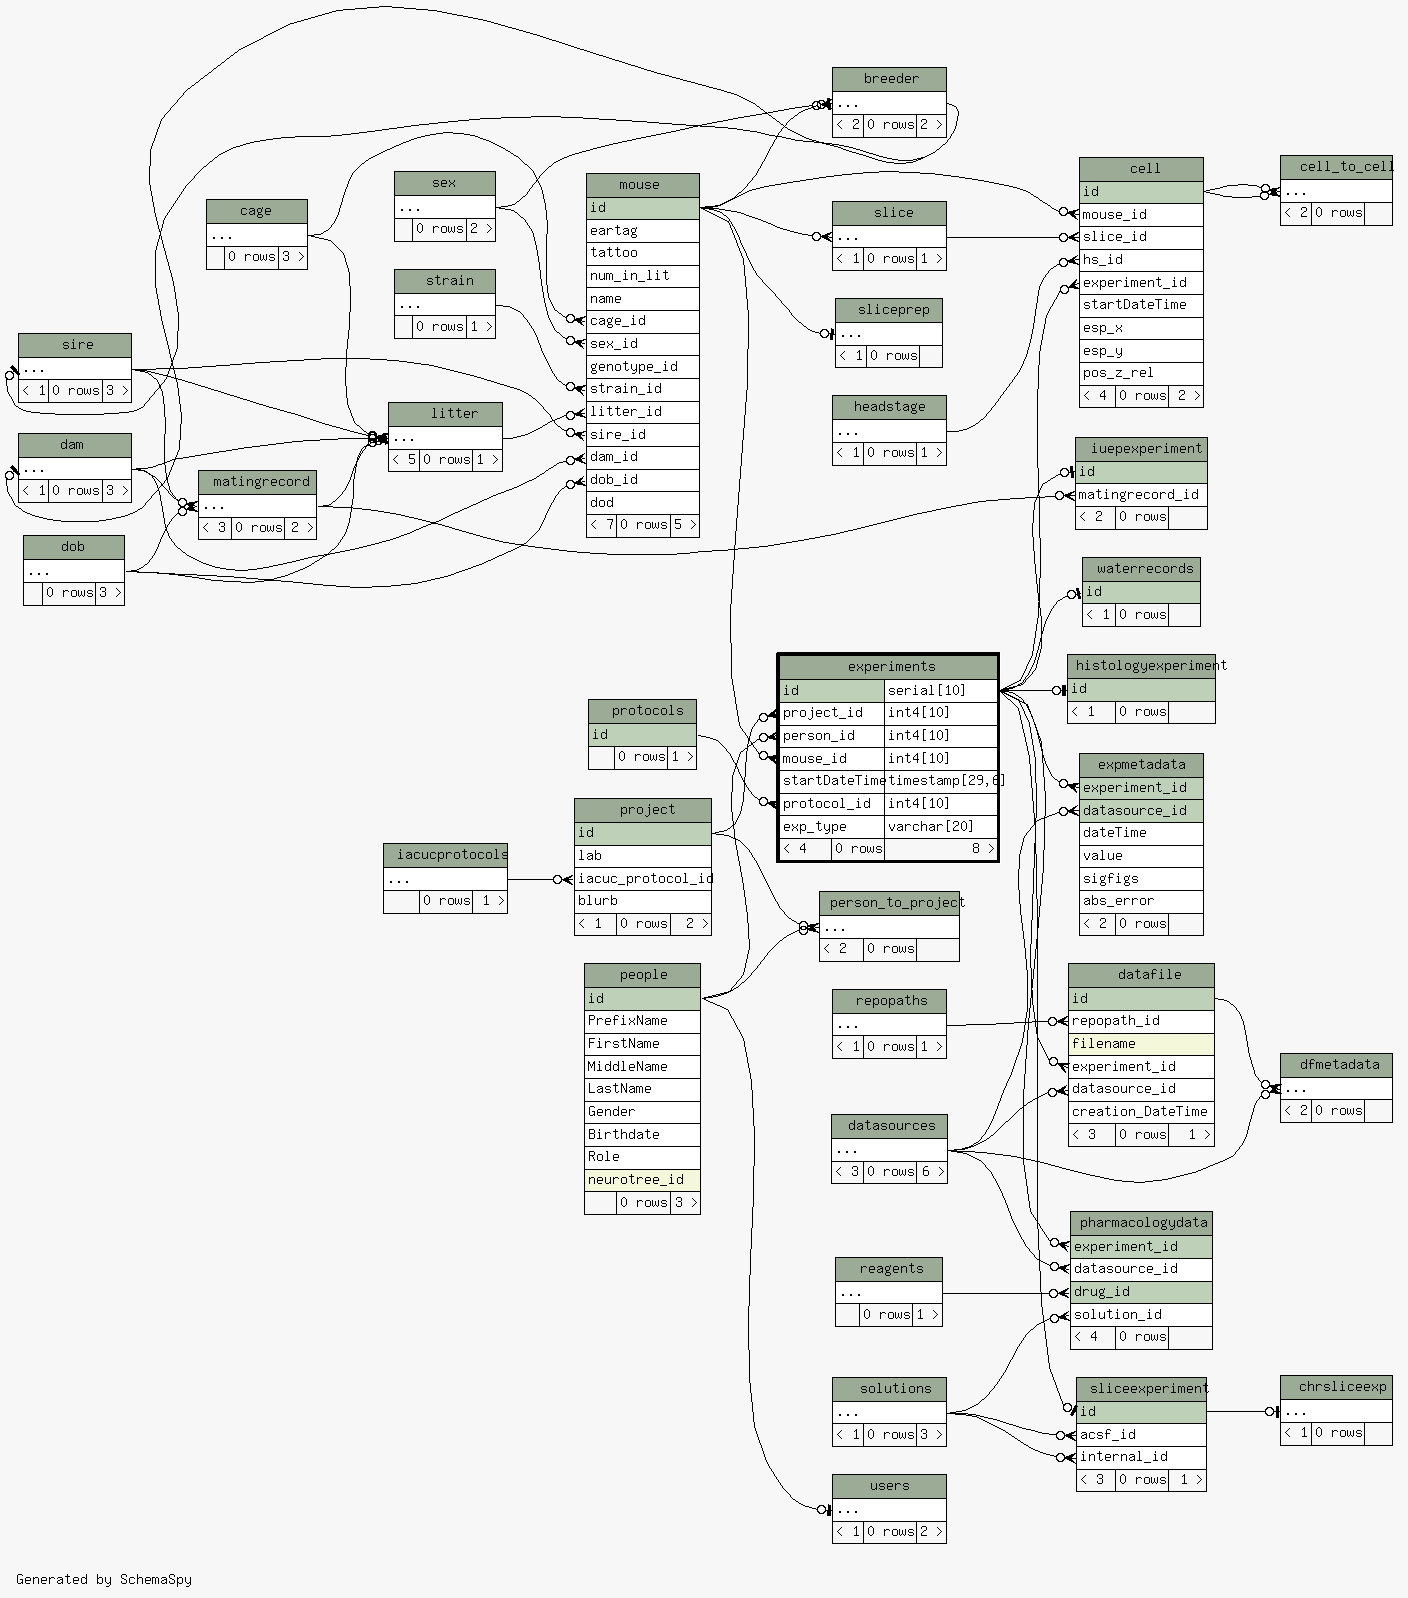 breeder
...
< 2 0 rows 2 >
cell
id
mouse_id
slice_id
hs_id
experiment_id
startDateTime
esp_x
esp_y
pos_z_rel
< 4 0 rows 2 >
cell_to_cell
...
< 2 0 rows
sex
...
0 rows 2 >
mouse
id
eartag
tattoo
num_in_lit
name
cage_id
sex_id
genotype_id
strain_id
litter_id
sire_id
dam_id
dob_id
dod
< 7 0 rows 5 >
cage
...
0 rows 3 >
slice
...
< 1 0 rows 1 >
strain
...
0 rows 1 >
sliceprep
...
< 1 0 rows
sire
...
< 1 0 rows 3 >
headstage
...
< 1 0 rows 1 >
litter
...
< 5 0 rows 1 >
dam
...
< 1 0 rows 3 >
iuepexperiment
id
matingrecord_id
< 2 0 rows
matingrecord
...
< 3 0 rows 2 >
dob
...
0 rows 3 >
waterrecords
id
< 1 0 rows
experiments
id serial[10]
project_id int4[10]
person_id int4[10]
mouse_id int4[10]
startDateTime timestamp[29,6]
protocol_id int4[10]
exp_type varchar[20]
< 4 0 rows 8 >
histologyexperiment
id
< 1 0 rows
protocols
id
0 rows 1 >
expmetadata
experiment_id
datasource_id
dateTime
value
sigfigs
abs_error
< 2 0 rows
project
id
lab
iacuc_protocol_id
blurb
< 1 0 rows 2 >
iacucprotocols
...
0 rows 1 >
person_to_project
...
< 2 0 rows
people
id
PrefixName
FirstName
MiddleName
LastName
Gender
Birthdate
Role
neurotree_id
0 rows 3 >
datafile
id
repopath_id
filename
experiment_id
datasource_id
creation_DateTime
< 3 0 rows 1 >
repopaths
...
< 1 0 rows 1 >
dfmetadata
...
< 2 0 rows
datasources
...
< 3 0 rows 6 >
pharmacologydata
experiment_id
datasource_id
drug_id
solution_id
< 4 0 rows
reagents
...
0 rows 1 >
solutions
...
< 1 0 rows 3 >
sliceexperiment
id
acsf_id
internal_id
< 3 0 rows 1 >
chrsliceexp
...
< 1 0 rows
users
...
< 1 0 rows 2 >
Generated by SchemaSpy